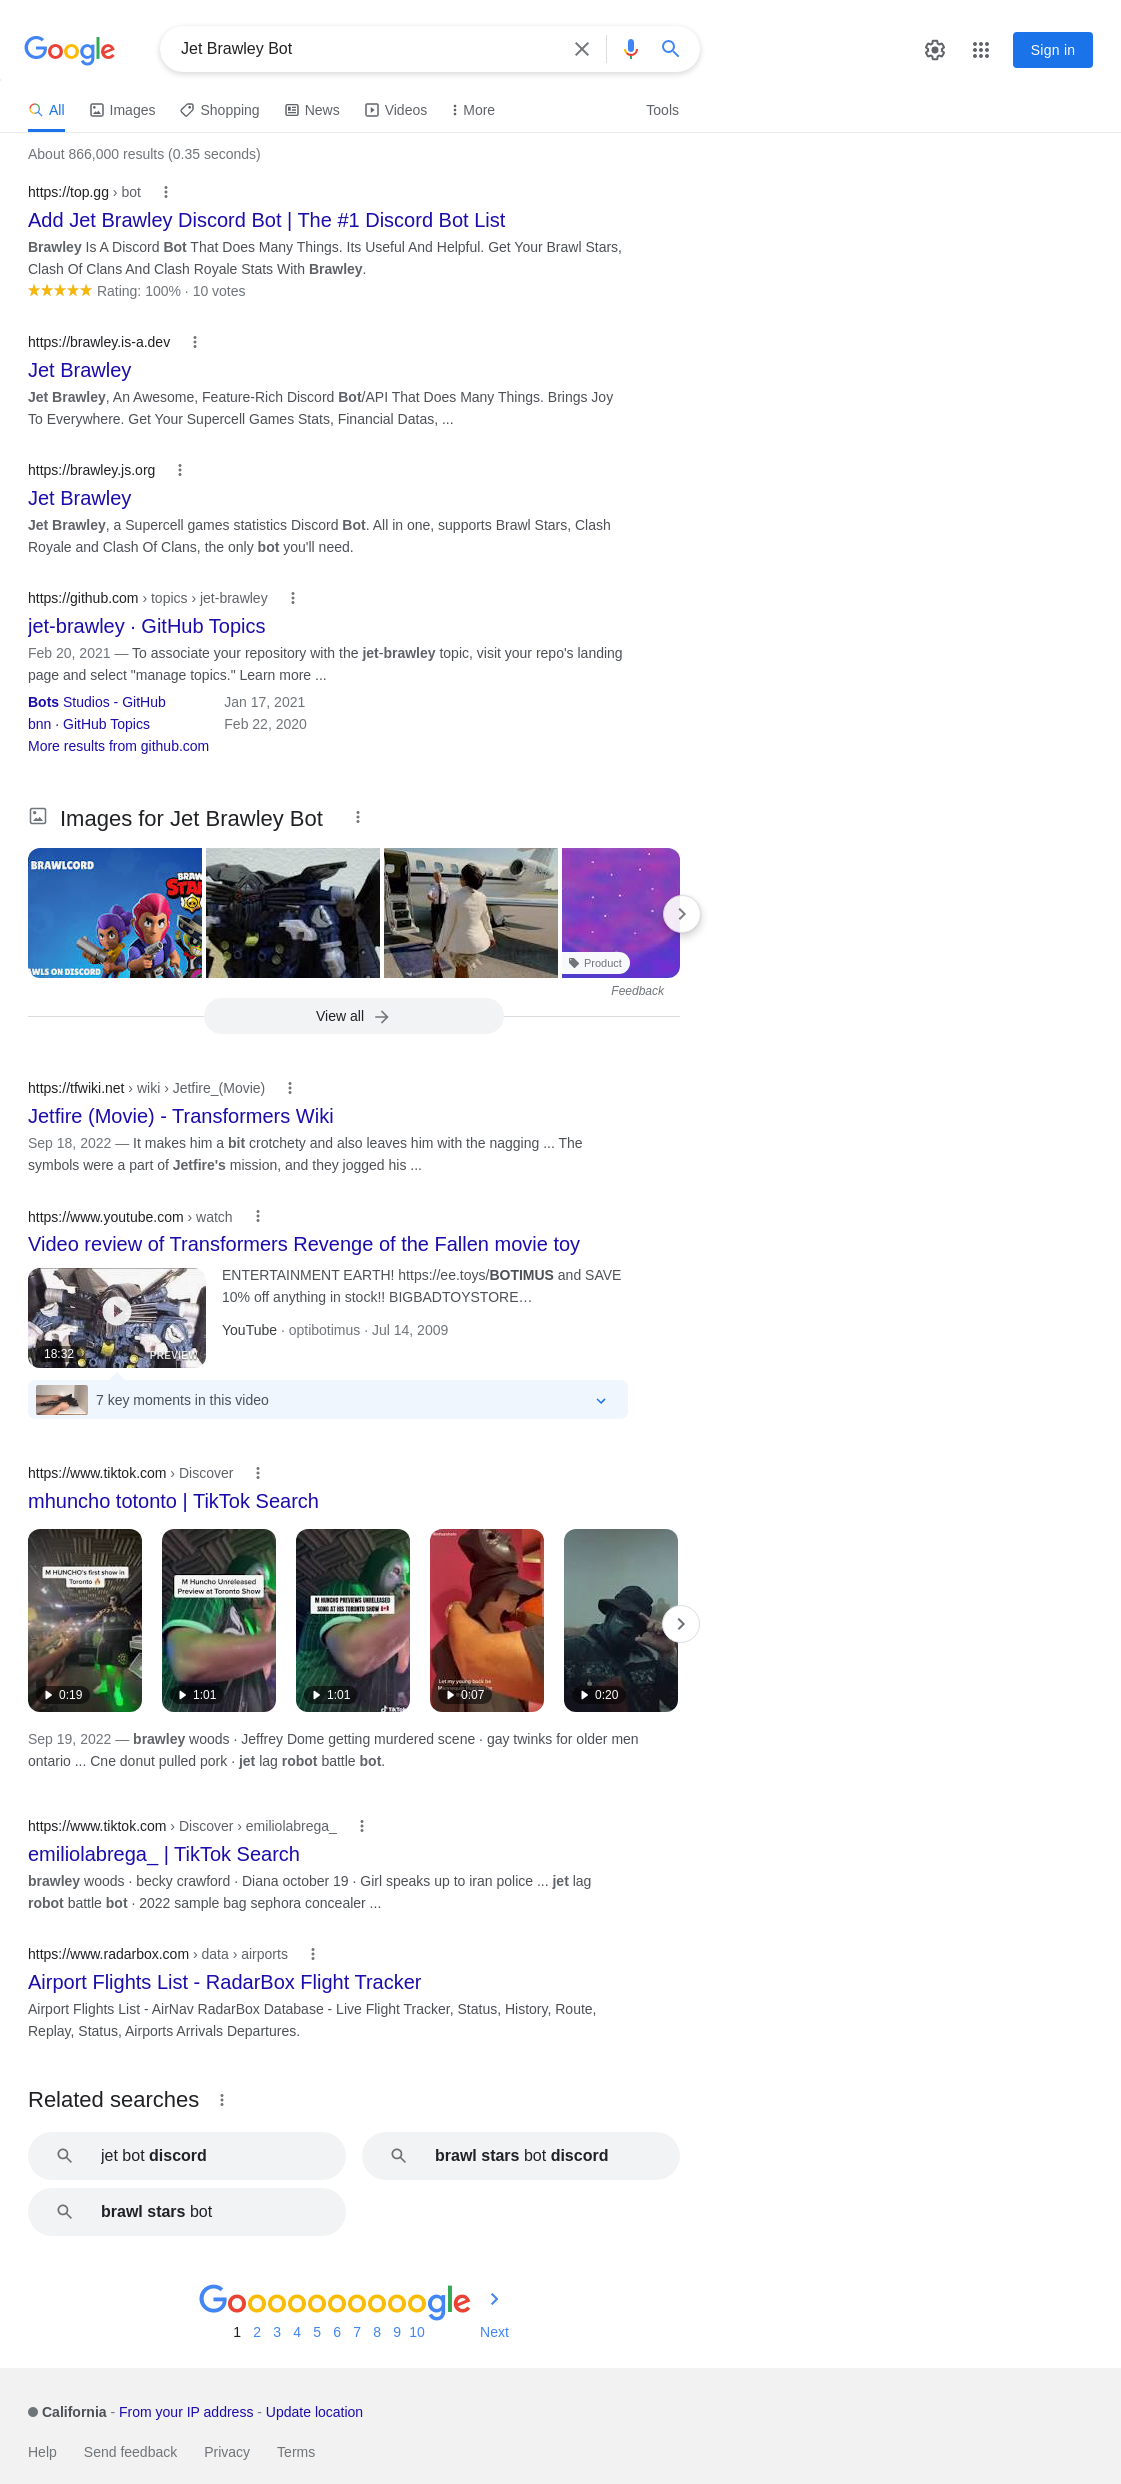 Google
Jet Brawley Bot
Sign in
All Images Shopping News Videos More Tools
About 866,000 results (0.35 seconds)
https://top.gg › bot
Add Jet Brawley Discord Bot | The #1 Discord Bot List
Brawley Is A Discord Bot That Does Many Things. Its Useful And Helpful. Get Your Brawl Stars,
Clash Of Clans And Clash Royale Stats With Brawley.
Rating: 100% · 10 votes
https://brawley.is-a.dev
Jet Brawley
Jet Brawley, An Awesome, Feature-Rich Discord Bot/API That Does Many Things. Brings Joy
To Everywhere. Get Your Supercell Games Stats, Financial Datas, ...
https://brawley.js.org
Jet Brawley
Jet Brawley, a Supercell games statistics Discord Bot. All in one, supports Brawl Stars, Clash
Royale and Clash Of Clans, the only bot you'll need.
https://github.com › topics › jet-brawley
jet-brawley · GitHub Topics
Feb 20, 2021 — To associate your repository with the jet-brawley topic, visit your repo's landing
page and select "manage topics." Learn more ...
Bots Studios - GitHub Jan 17, 2021
bnn · GitHub Topics Feb 22, 2020
More results from github.com
Images for Jet Brawley Bot
BRAWLCORD
BRAW
STA
AWLS ON DISCORD
Product
Feedback
View all
https://tfwiki.net › wiki › Jetfire_(Movie)
Jetfire (Movie) - Transformers Wiki
Sep 18, 2022 — It makes him a bit crotchety and also leaves him with the nagging ... The
symbols were a part of Jetfire's mission, and they jogged his ...
https://www.youtube.com › watch
Video review of Transformers Revenge of the Fallen movie toy
18:32
PREVIEW
ENTERTAINMENT EARTH! https://ee.toys/BOTIMUS and SAVE
10% off anything in stock!! BIGBADTOYSTORE…
YouTube · optibotimus · Jul 14, 2009
7 key moments in this video
https://www.tiktok.com › Discover
mhuncho totonto | TikTok Search
M HUNCHO's first show in
Toronto 🔥
0:19
M Huncho Unreleased
Preview at Toronto Show
1:01
M HUNCHO PREVIEWS UNRELEASED
SONG AT HIS TORONTO SHOW
1:01
TikTok
Let my young buck be
0:07
0:20
Sep 19, 2022 — brawley woods · Jeffrey Dome getting murdered scene · gay twinks for older men
ontario ... Cne donut pulled pork · jet lag robot battle bot.
https://www.tiktok.com › Discover › emiliolabrega_
emiliolabrega_ | TikTok Search
brawley woods · becky crawford · Diana october 19 · Girl speaks up to iran police ... jet lag
robot battle bot · 2022 sample bag sephora concealer ...
https://www.radarbox.com › data › airports
Airport Flights List - RadarBox Flight Tracker
Airport Flights List - AirNav RadarBox Database - Live Flight Tracker, Status, History, Route,
Replay, Status, Airports Arrivals Departures.
Related searches
jet bot discord
brawl stars bot discord
brawl stars bot
Goooooooooogle
1 2 3 4 5 6 7 8 9 10 Next
California - From your IP address - Update location
Help Send feedback Privacy Terms